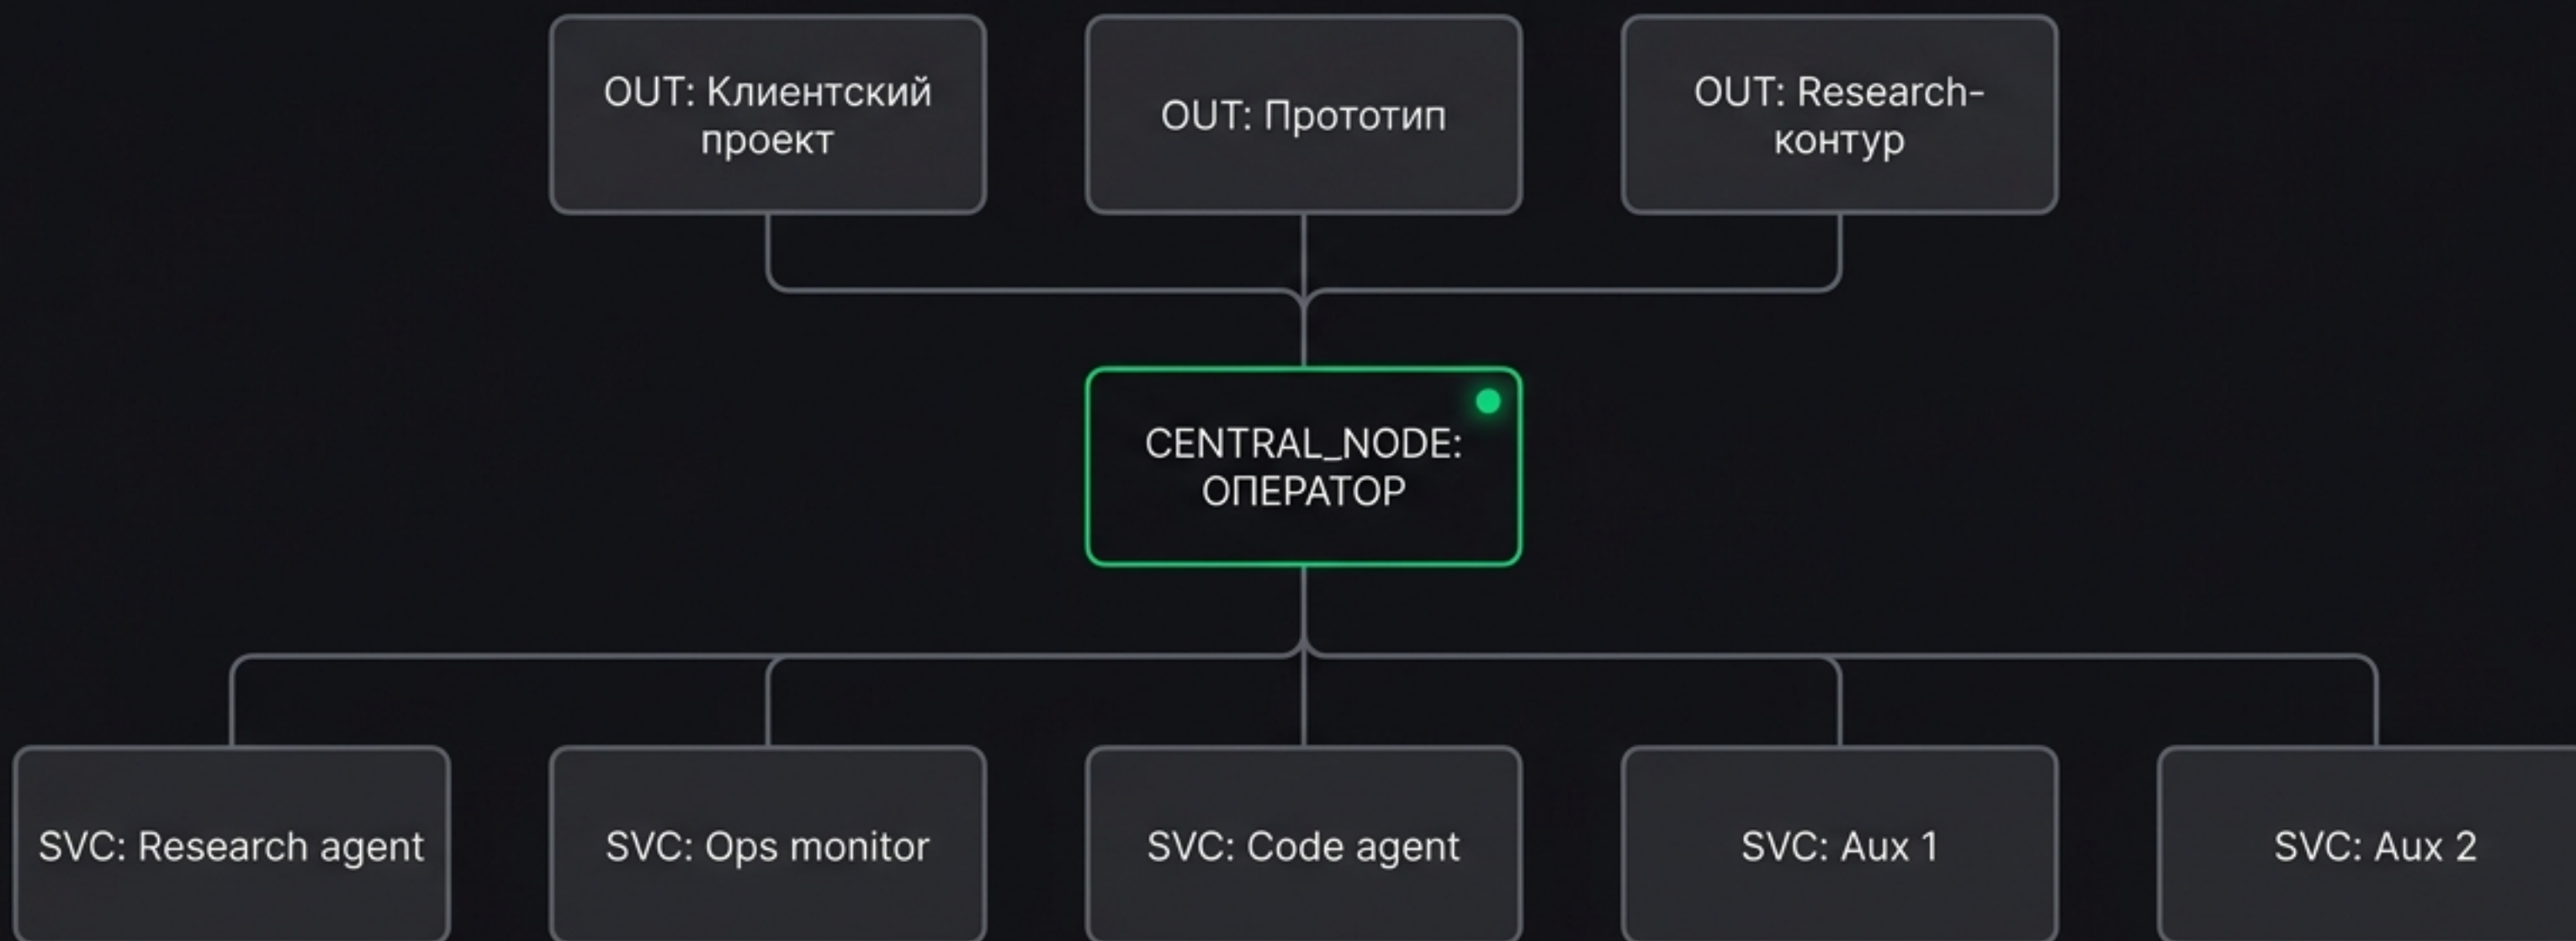 OUT: Клиентский
проект
OUT: Прототип
OUT: Research-
контур
CENTRAL_NODE:
ОПЕРАТОР
SVC: Research agent
SVC: Ops monitor
SVC: Code agent
SVC: Aux 1
SVC: Aux 2